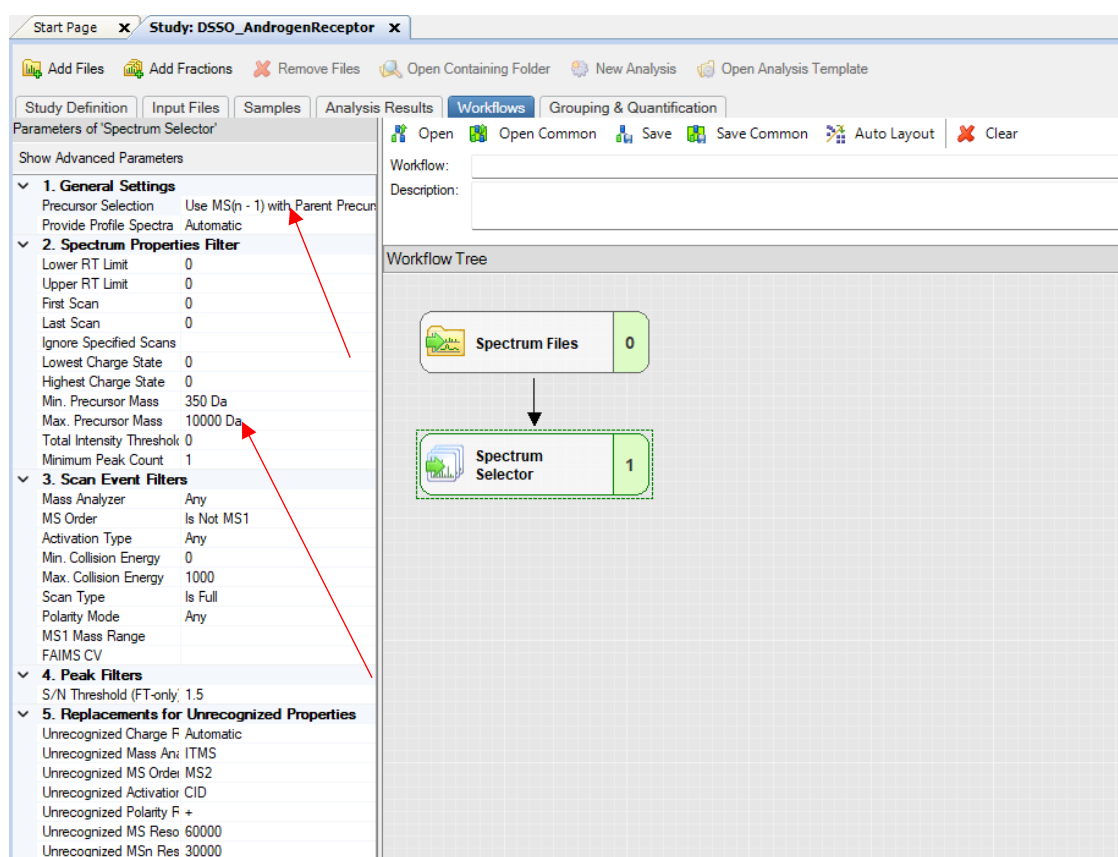 Start Page x Study: DSSO_AndrogenReceptor x
Add Files Add Fractions Remove Files Open Containing Folder New Analysis Open Analysis Template
Study Definition Input Files Samples Analysis Results Workflows Grouping & Quantification
Parameters of 'Spectrum Selector'
Show Advanced Parameters
1. General Settings
Precursor Selection Use MS(n - 1) with Parent Precurs
Provide Profile Spectra Automatic
2. Spectrum Properties Filter
Lower RT Limit 0
Upper RT Limit 0
First Scan 0
Last Scan 0
Ignore Specified Scans
Lowest Charge State 0
Highest Charge State 0
Min. Precursor Mass 350 Da
Max. Precursor Mass 10000 Da
Total Intensity Threshold 0
Minimum Peak Count 1
3. Scan Event Filters
Mass Analyzer Any
MS Order Is Not MS1
Activation Type Any
Min. Collision Energy 0
Max. Collision Energy 1000
Scan Type Is Full
Polarity Mode Any
MS1 Mass Range
FAIMS CV
4. Peak Filters
S/N Threshold (FT-only) 1.5
5. Replacements for Unrecognized Properties
Unrecognized Charge R Automatic
Unrecognized Mass Ana ITMS
Unrecognized MS Order MS2
Unrecognized Activation CID
Unrecognized Polarity R +
Unrecognized MS Reso 60000
Unrecognized MSn Res 30000
Open Open Common Save Save Common Auto Layout Clear
Workflow:
Description:
Workflow Tree
Spectrum Files 0
Spectrum
Selector 1